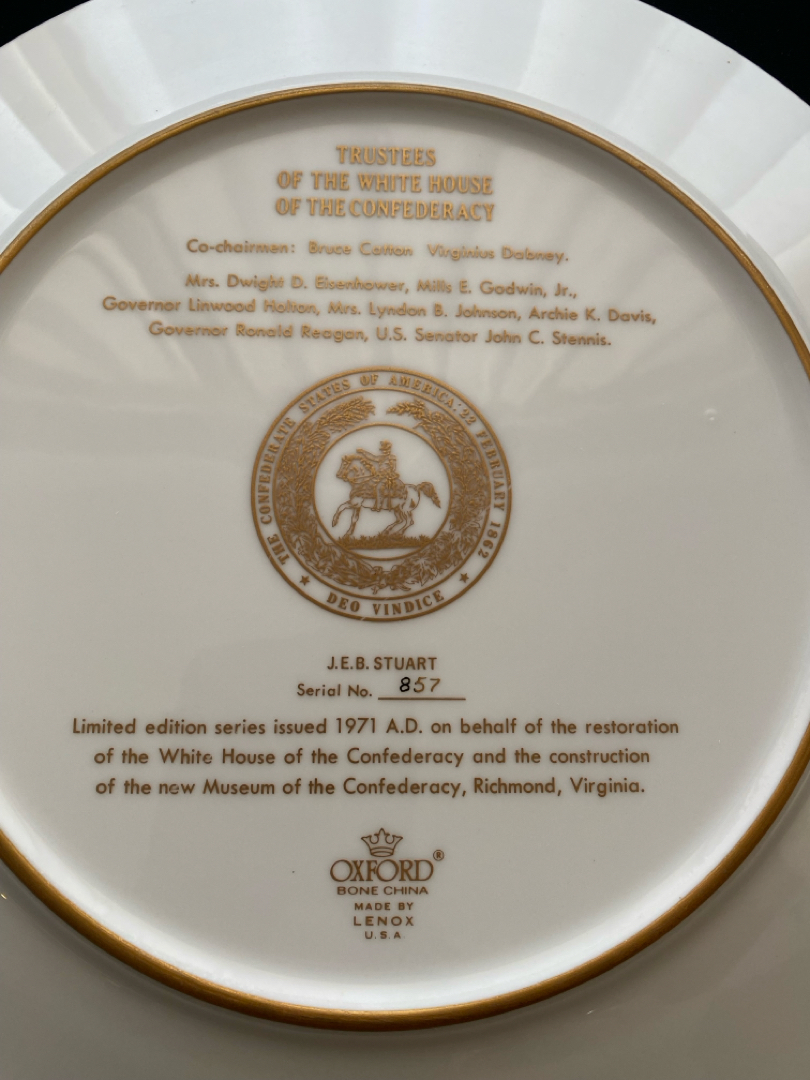 TRUSTEES
OF THE WHITE HOUSE
OF THE CONFEDERACY
Co-chairmen: Bruce Catton Virginius Dabney.
Mrs. Dwight D. Eisenhower, Mills E. Godwin, Jr.,
Governor Linwood Holton, Mrs. Lyndon B. Johnson, Archie K. Davis,
Governor Ronald Reagan, U.S. Senator John C. Stennis.
THE CONFEDERATE STATES OF AMERICA: 22 FEBRUARY 1862
DEO VINDICE
J.E.B. STUART
Serial No. 857
Limited edition series issued 1971 A.D. on behalf of the restoration
of the White House of the Confederacy and the construction
of the new Museum of the Confederacy, Richmond, Virginia.
OXFORD®
BONE CHINA
MADE BY
LENOX
U.S.A.